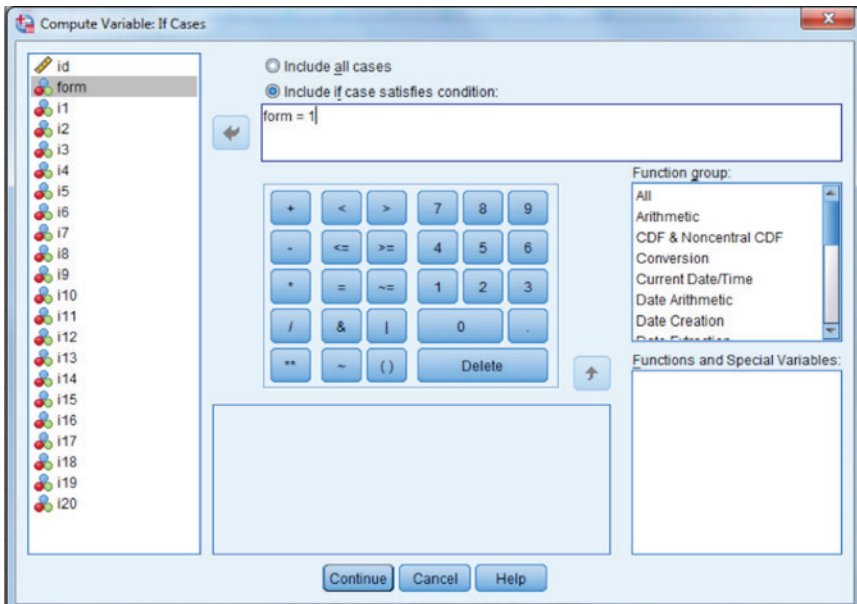 Compute Variable: If Cases
id
form
i1
i2
i3
i4
i5
i6
i7
i8
i9
i10
i11
i12
i13
i14
i15
i16
i17
i18
i19
i20
Include all cases
Include if case satisfies condition:
form = 1
+ < > 7 8 9
- <= >= 4 5 6
* = ~= 1 2 3
/ & | 0 .
** ~ ( ) Delete
Function group:
All
Arithmetic
CDF & Noncentral CDF
Conversion
Current Date/Time
Date Arithmetic
Date Creation
Date Extraction
Functions and Special Variables:
Continue Cancel Help